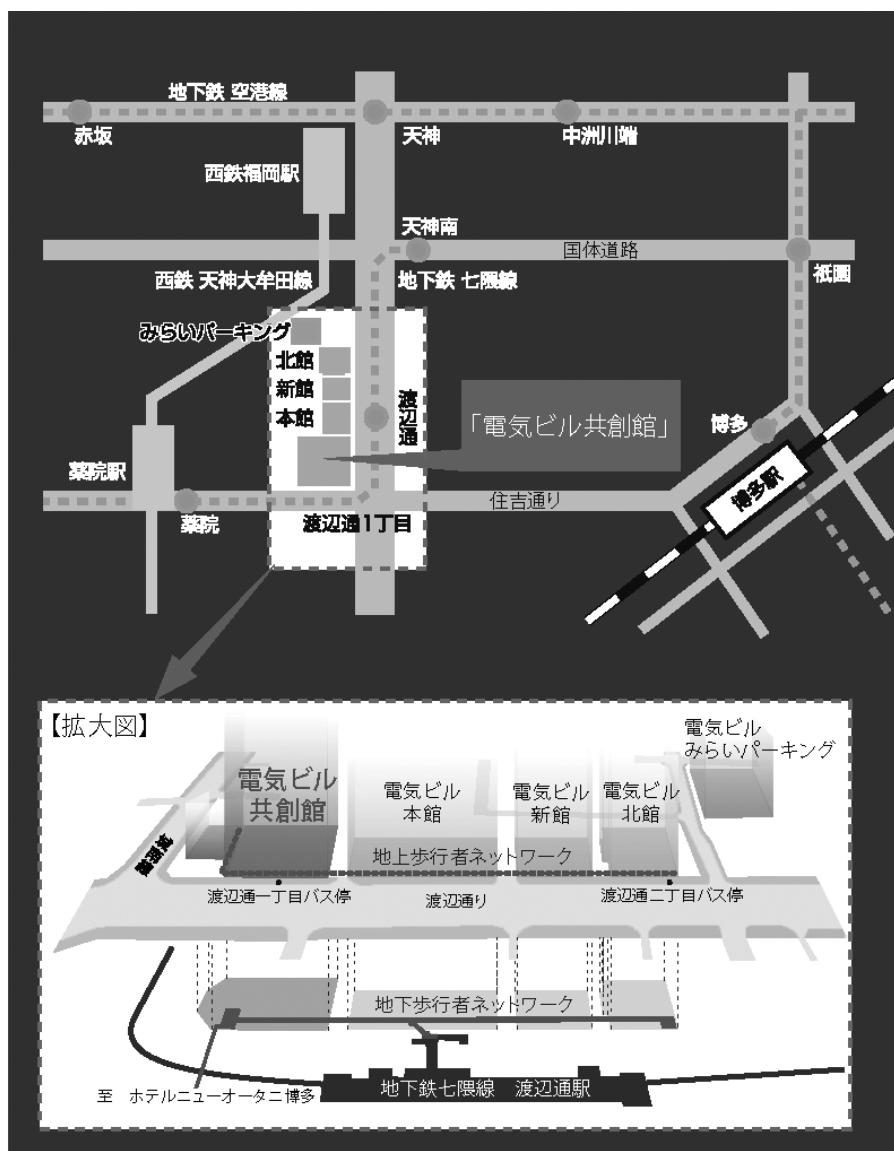 地下鉄 空港線
赤坂
天神
中洲川端
西鉄福岡駅
天神南
国体道路
西鉄 天神大牟田線
地下鉄 七隈線
祇園
みらいパーキング
北館
新館
本館
渡辺通
「電気ビル共創館」
博多
博多駅
薬院駅
薬院
渡辺通1丁目
住吉通り
【拡大図】
電気ビル
みらいパーキング
電気ビル
共創館
電気ビル
本館
電気ビル
新館
電気ビル
北館
地上歩行者ネットワーク
渡辺通一丁目バス停
渡辺通り
渡辺通二丁目バス停
地下歩行者ネットワーク
至 ホテルニューオータニ博多
地下鉄七隈線 渡辺通駅